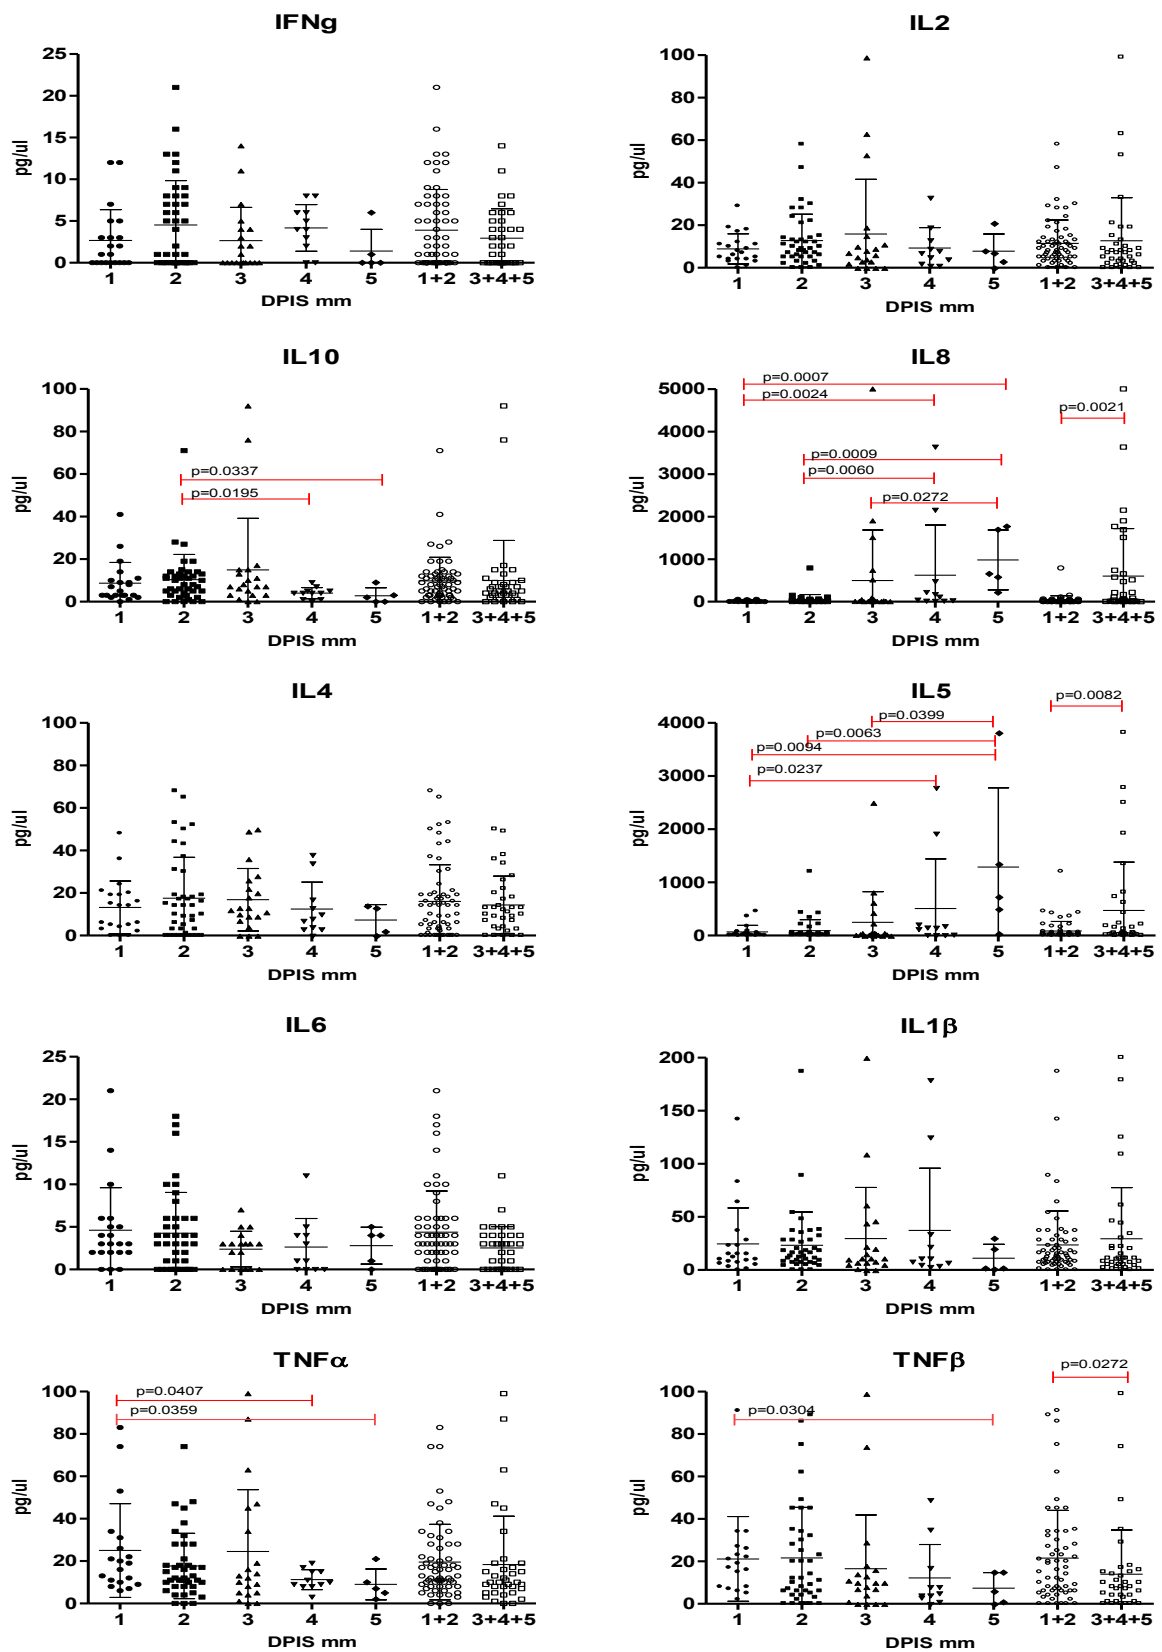 IFNg
25
20
15
10
5
0
pg/ul
1 2 3 4 5 1+2 3+4+5
DPIS mm
IL2
100
80
60
40
20
0
pg/ul
1 2 3 4 5 1+2 3+4+5
DPIS mm
IL10
100
80
60
40
20
0
pg/ul
p=0.0337
p=0.0195
1 2 3 4 5 1+2 3+4+5
DPIS mm
IL8
5000
4000
3000
2000
1000
0
pg/ul
p=0.0007
p=0.0024
p=0.0021
p=0.0009
p=0.0060
p=0.0272
1 2 3 4 5 1+2 3+4+5
DPIS mm
IL4
100
80
60
40
20
0
pg/ul
1 2 3 4 5 1+2 3+4+5
DPIS mm
IL5
4000
3000
2000
1000
0
pg/ul
p=0.0082
p=0.0399
p=0.0063
p=0.0094
p=0.0237
1 2 3 4 5 1+2 3+4+5
DPIS mm
IL6
25
20
15
10
5
0
pg/ul
1 2 3 4 5 1+2 3+4+5
DPIS mm
IL1β
200
150
100
50
0
pg/ul
1 2 3 4 5 1+2 3+4+5
DPIS mm
TNFα
100
80
60
40
20
0
pg/ul
p=0.0407
p=0.0359
1 2 3 4 5 1+2 3+4+5
DPIS mm
TNFβ
100
80
60
40
20
0
pg/ul
p=0.0272
p=0.0304
1 2 3 4 5 1+2 3+4+5
DPIS mm